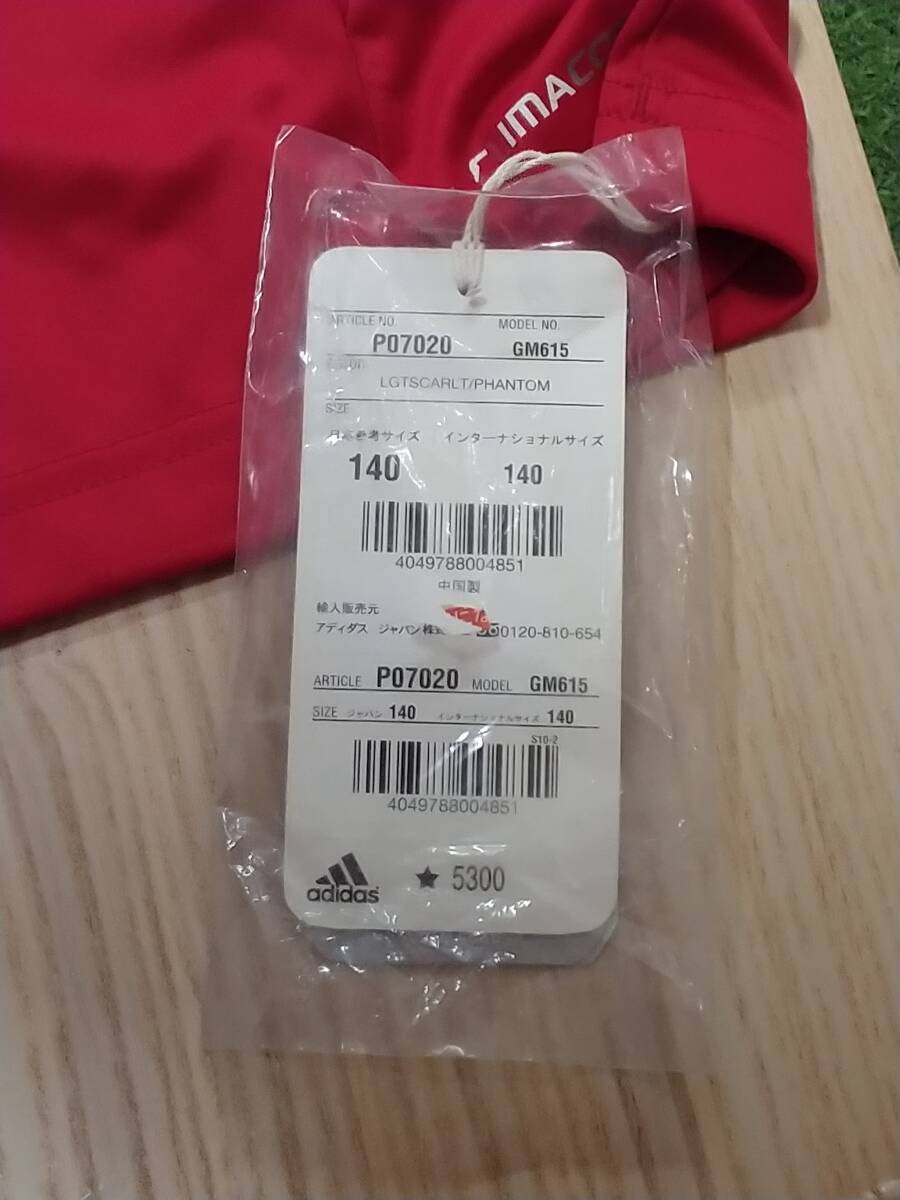 CLIMACO
ARTICLE NO. MODEL NO.
P07020 GM615
LGTSCARLT/PHANTOM
SIZE
日本参考サイズ インターナショナルサイズ
140 140
4049788004851
中国製
輸入販売元
アディダス ジャパン株式 0120-810-654
ARTICLE P07020 MODEL GM615
SIZE ジャパン 140 インターナショナルサイズ 140
S10-2
4049788004851
adidas ★ 5300